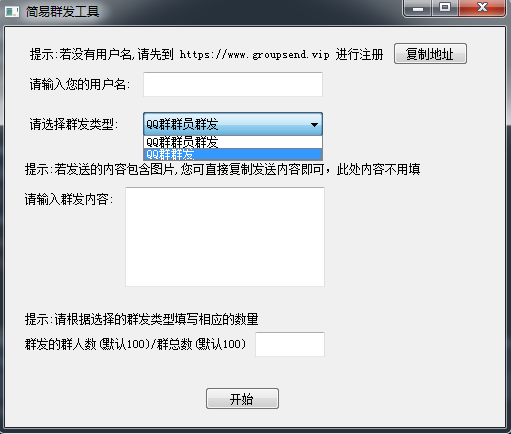 简易群发工具
提示:若没有用户名,请先到 https://www.groupsend.vip 进行注册 复制地址
请输入您的用户名:
请选择群发类型: QQ群群员群发
QQ群群员群发
QQ群群发
提示:若发送的内容包含图片,您可直接复制发送内容即可，此处内容不用填
请输入群发内容:
提示:请根据选择的群发类型填写相应的数量
群发的群人数(默认100)/群总数(默认100)
开始